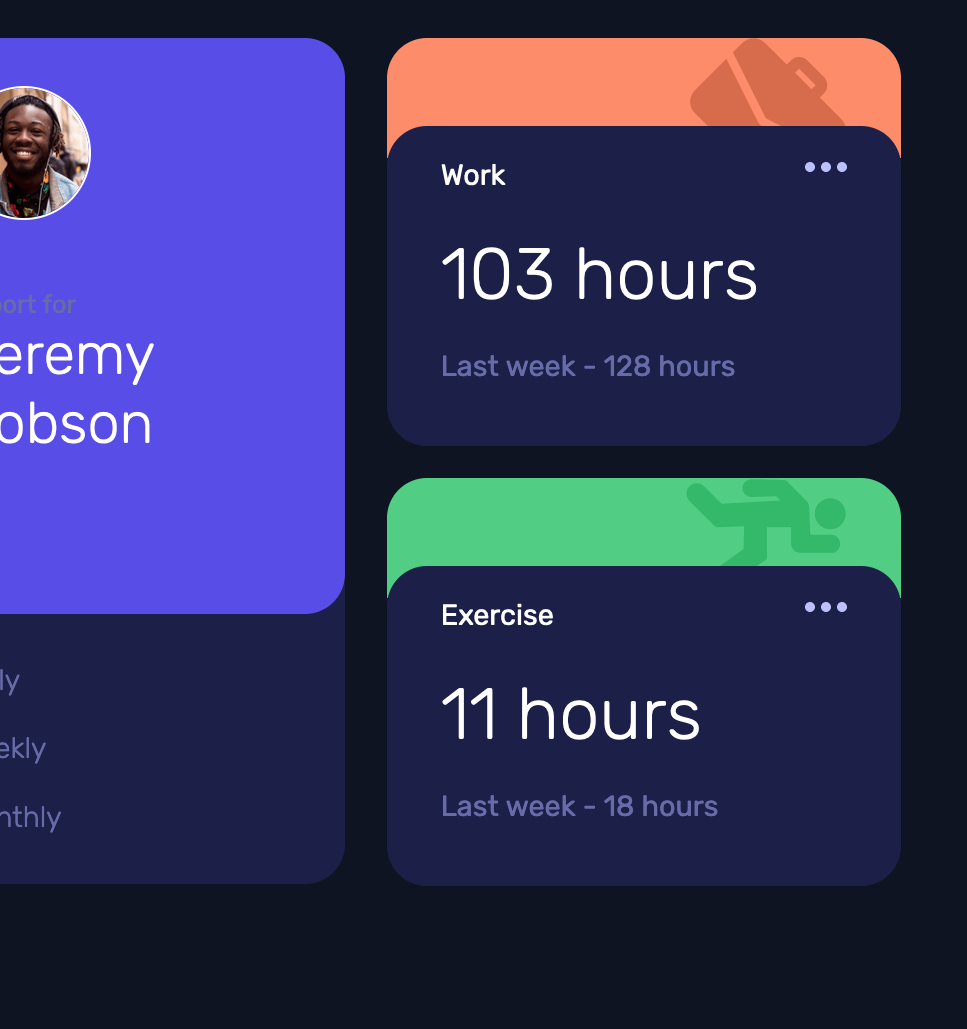 ort for
eremy
obson
ly
ekly
nthly
Work
103 hours
Last week - 128 hours
Exercise
11 hours
Last week - 18 hours